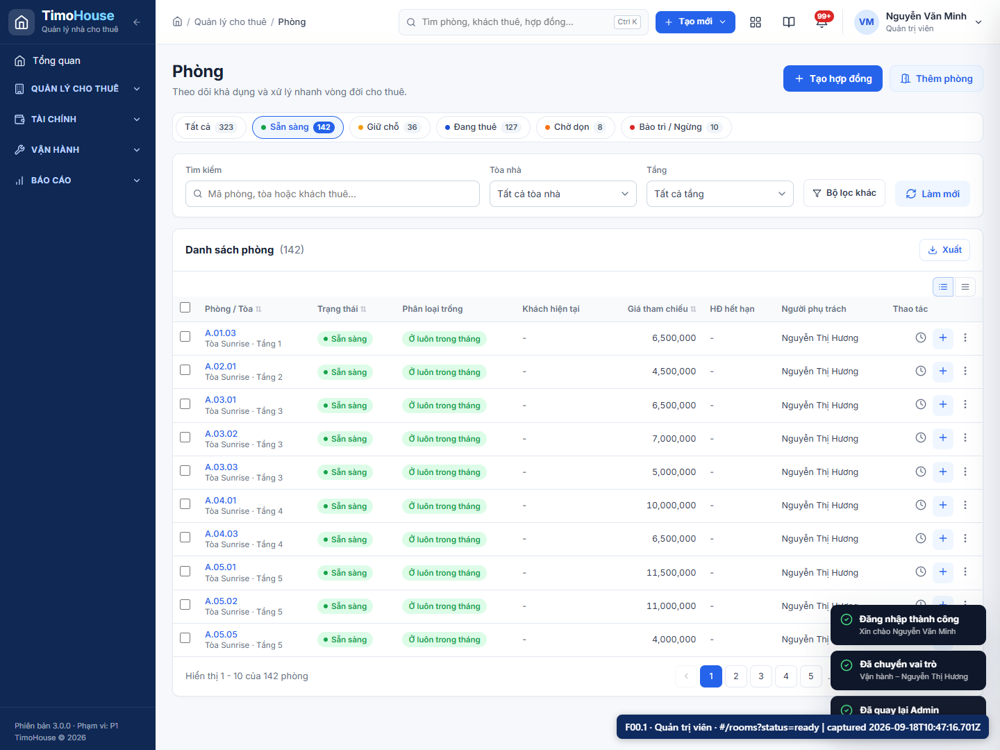 TimoHouse
Quản lý nhà cho thuê
Tổng quan
QUẢN LÝ CHO THUÊ
TÀI CHÍNH
VẬN HÀNH
BÁO CÁO
Phiên bản 3.0.0 · Phạm vi: P1
TimoHouse © 2026
/ Quản lý cho thuê / Phòng
Tìm phòng, khách thuê, hợp đồng... Ctrl K
Tạo mới
99+
VM
Nguyễn Văn Minh
Quản trị viên
Phòng
Theo dõi khả dụng và xử lý nhanh vòng đời cho thuê.
Tạo hợp đồng
Thêm phòng
Tất cả 323
Sẵn sàng 142
Giữ chỗ 36
Đang thuê 127
Chờ dọn 8
Bảo trì / Ngừng 10
Tìm kiếm
Mã phòng, tòa hoặc khách thuê...
Tòa nhà
Tất cả tòa nhà
Tầng
Tất cả tầng
Bộ lọc khác
Làm mới
Danh sách phòng (142)
Xuất
Phòng / Tòa Trạng thái Phân loại trống Khách hiện tại Giá tham chiếu HĐ hết hạn Người phụ trách Thao tác
A.01.03
Tòa Sunrise · Tầng 1
Sẵn sàng Ở luôn trong tháng - 6,500,000 - Nguyễn Thị Hương
A.02.01
Tòa Sunrise · Tầng 2
Sẵn sàng Ở luôn trong tháng - 4,500,000 - Nguyễn Thị Hương
A.03.01
Tòa Sunrise · Tầng 3
Sẵn sàng Ở luôn trong tháng - 6,500,000 - Nguyễn Thị Hương
A.03.02
Tòa Sunrise · Tầng 3
Sẵn sàng Ở luôn trong tháng - 7,000,000 - Nguyễn Thị Hương
A.03.03
Tòa Sunrise · Tầng 3
Sẵn sàng Ở luôn trong tháng - 5,000,000 - Nguyễn Thị Hương
A.04.01
Tòa Sunrise · Tầng 4
Sẵn sàng Ở luôn trong tháng - 10,000,000 - Nguyễn Thị Hương
A.04.03
Tòa Sunrise · Tầng 4
Sẵn sàng Ở luôn trong tháng - 6,500,000 - Nguyễn Thị Hương
A.05.01
Tòa Sunrise · Tầng 5
Sẵn sàng Ở luôn trong tháng - 11,500,000 - Nguyễn Thị Hương
A.05.02
Tòa Sunrise · Tầng 5
Sẵn sàng Ở luôn trong tháng - 11,000,000 - Nguyễn Thị
A.05.05
Tòa Sunrise · Tầng 5
Sẵn sàng Ở luôn trong tháng - 4,000,000 - Nguyễn Thị
Hiển thị 1 - 10 của 142 phòng
1 2 3 4 5
Đăng nhập thành công
Xin chào Nguyễn Văn Minh
Đã chuyển vai trò
Vận hành – Nguyễn Thị Hương
Đã quay lại Admin
F00.1 · Quản trị viên · #/rooms?status=ready | captured 2026-09-18T10:47:16.701Z